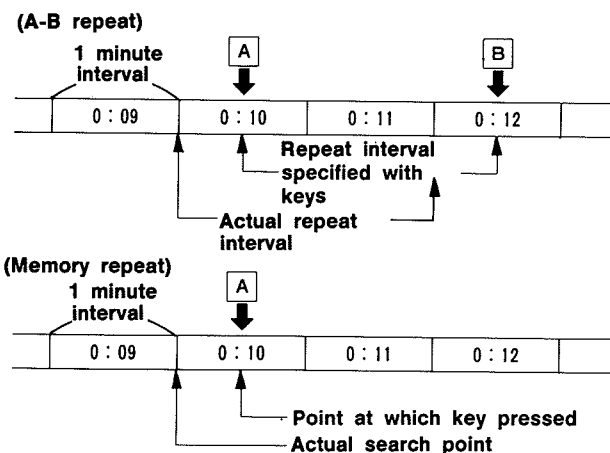 (A-B repeat)
1 minute
interval
A
B
0:09 0:10 0:11 0:12
Repeat interval
specified with
keys
Actual repeat
interval
(Memory repeat)
1 minute
interval
A
0:09 0:10 0:11 0:12
Point at which key pressed
Actual search point